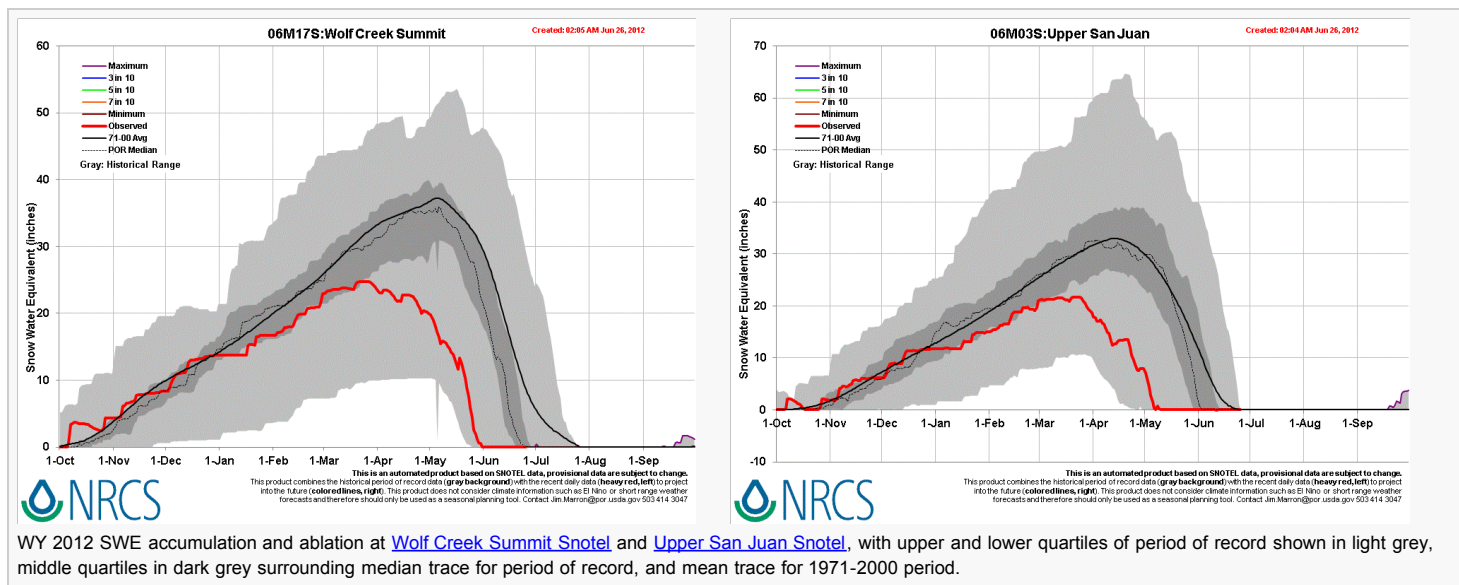 06M17S:Wolf Creek Summit
Created: 02:05 AM Jun 26, 2012
60
50
40
30
20
10
0
Snow Water Equivalent (inches)
Maximum
3 in 10
5 in 10
7 in 10
Minimum
Observed
71-00 Avg
POR Median
Gray: Historical Range
1-Oct 1-Nov 1-Dec 1-Jan 1-Feb 1-Mar 1-Apr 1-May 1-Jun 1-Jul 1-Aug 1-Sep
NRCS
This is an automated product based on SNOTEL data, provisional data are subject to change.
This product combines the historical period of record data (gray background) with the recent daily data (heavy red, left) to project
into the future (colored lines, right). This product does not consider climate information such as El Nino or short range weather
forecasts and therefore should only be used as a seasonal planning tool. Contact Jim.Marron@por.usda.gov 503 414 3047
06M03S:Upper San Juan
Created: 02:04 AM Jun 26, 2012
70
60
50
40
30
20
10
0
-10
Snow Water Equivalent (inches)
Maximum
3 in 10
5 in 10
7 in 10
Minimum
Observed
71-00 Avg
POR Median
Gray: Historical Range
1-Oct 1-Nov 1-Dec 1-Jan 1-Feb 1-Mar 1-Apr 1-May 1-Jun 1-Jul 1-Aug 1-Sep
NRCS
This is an automated product based on SNOTEL data, provisional data are subject to change.
This product combines the historical period of record data (gray background) with the recent daily data (heavy red, left) to project
into the future (colored lines, right). This product does not consider climate information such as El Nino or short range weather
forecasts and therefore should only be used as a seasonal planning tool. Contact Jim.Marron@por.usda.gov 503 414 3047
WY 2012 SWE accumulation and ablation at Wolf Creek Summit Snotel and Upper San Juan Snotel, with upper and lower quartiles of period of record shown in light grey,
middle quartiles in dark grey surrounding median trace for period of record, and mean trace for 1971-2000 period.